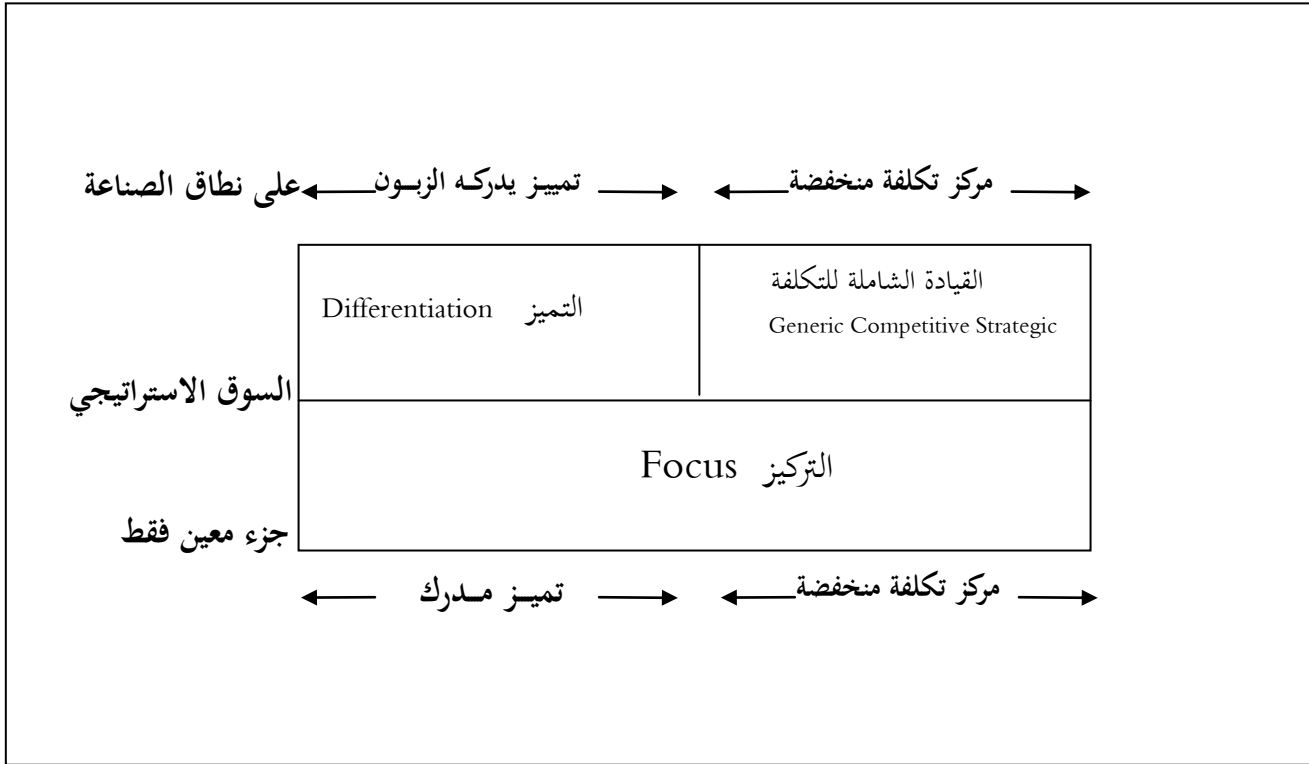 مركز تكلفة منخفضة
تمييز يدركه الزبون
على نطاق الصناعة
القيادة الشاملة للتكلفة
Generic Competitive Strategic
التميز Differentiation
السوق الاستراتيجي
التركيز Focus
جزء معين فقط
مركز تكلفة منخفضة
تميز مدرك